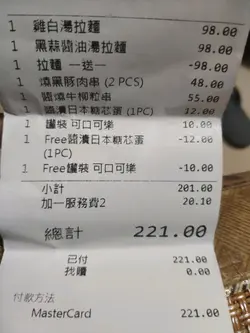 1 雞白湯拉麵 98.00
1 黑蒜醬油湯拉麵 98.00
1 拉麵 一送一 -98.00
1 燒黑豚肉串 (2 PCS) 48.00
1 醬燒牛柳粒串 55.00
1 醬漬日本糖芯蛋 (1PC) 12.00
1 罐裝 可口可樂 10.00
1 Free醬漬日本糖芯蛋 -12.00
(1PC)
1 Free罐裝 可口可樂 -10.00
小計 201.00
加一服務費2 20.10
總計 221.00
已付 221.00
找贖 0.00
付款方法
MasterCard 221.00